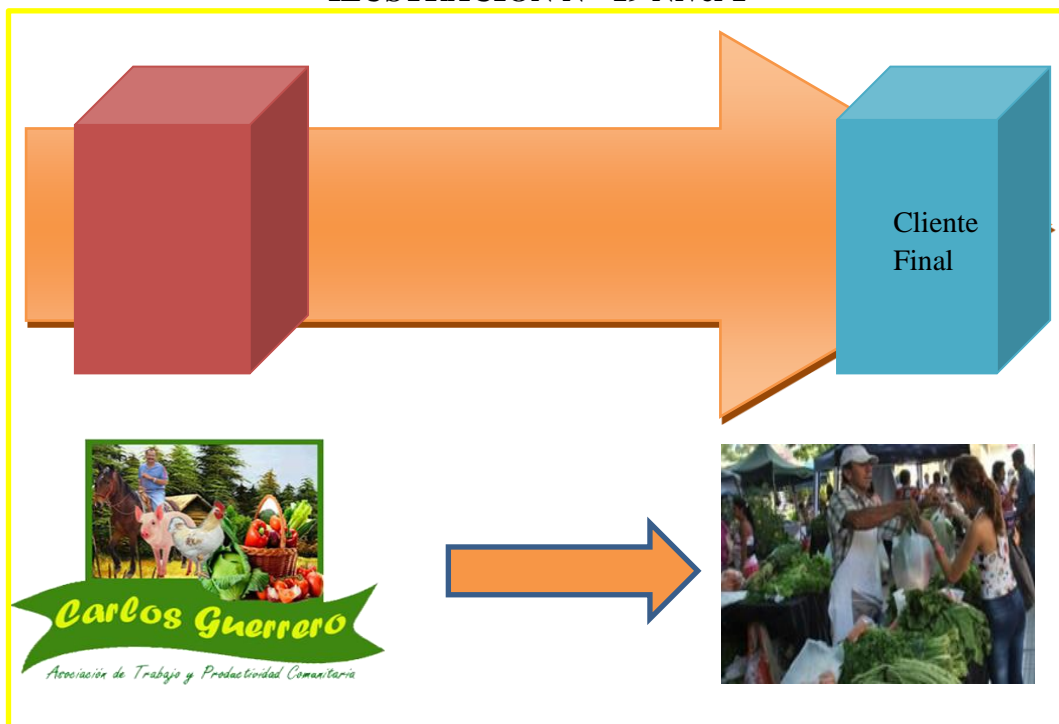 Cliente
Final
Carlos Guerrero
Asociación de Trabajo y Productividad Comunitaria